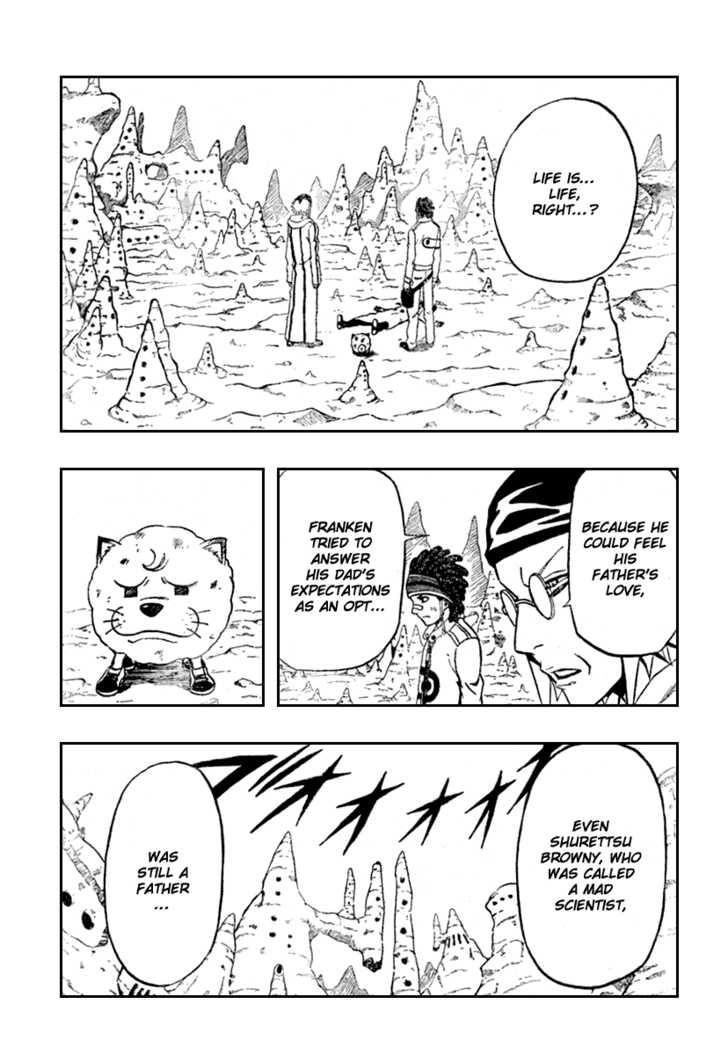 LIFE IS...
LIFE,
RIGHT...?
BECAUSE HE
COULD FEEL
HIS
FATHER'S
LOVE,
FRANKEN
TRIED TO
ANSWER
HIS DAD'S
EXPECTATIONS
AS AN OPT...
EVEN
SHURETTSU
BROWNY, WHO
WAS CALLED
A MAD
SCIENTIST,
WAS
STILL A
FATHER
...